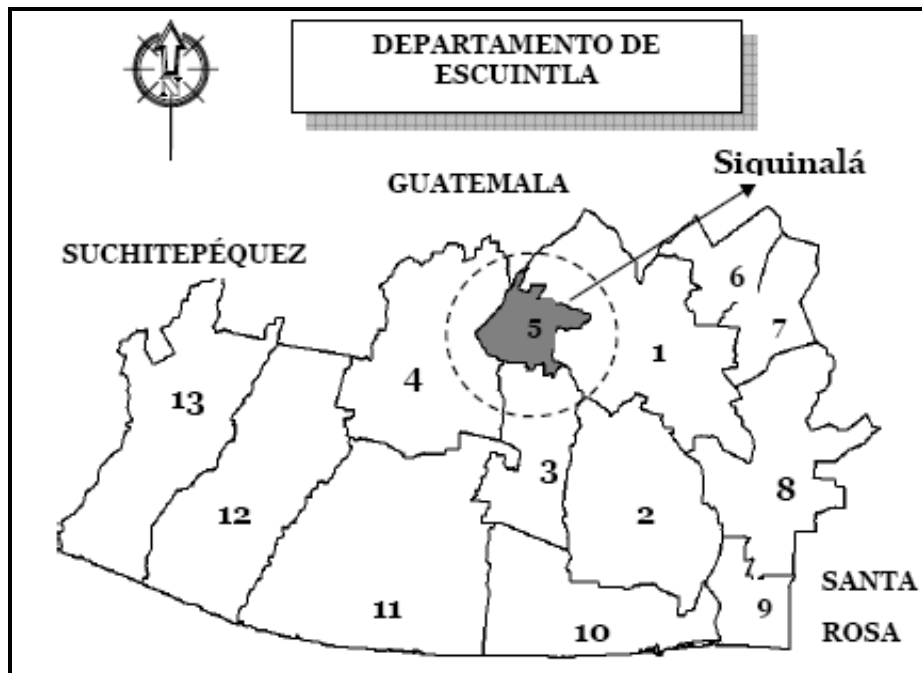 DEPARTAMENTO DE
ESCUINTLA
N
Siquinalá
GUATEMALA
SUCHITEPÉQUEZ
6
7
5
1
4
13
3
8
12
2
11
10
9
SANTA
ROSA